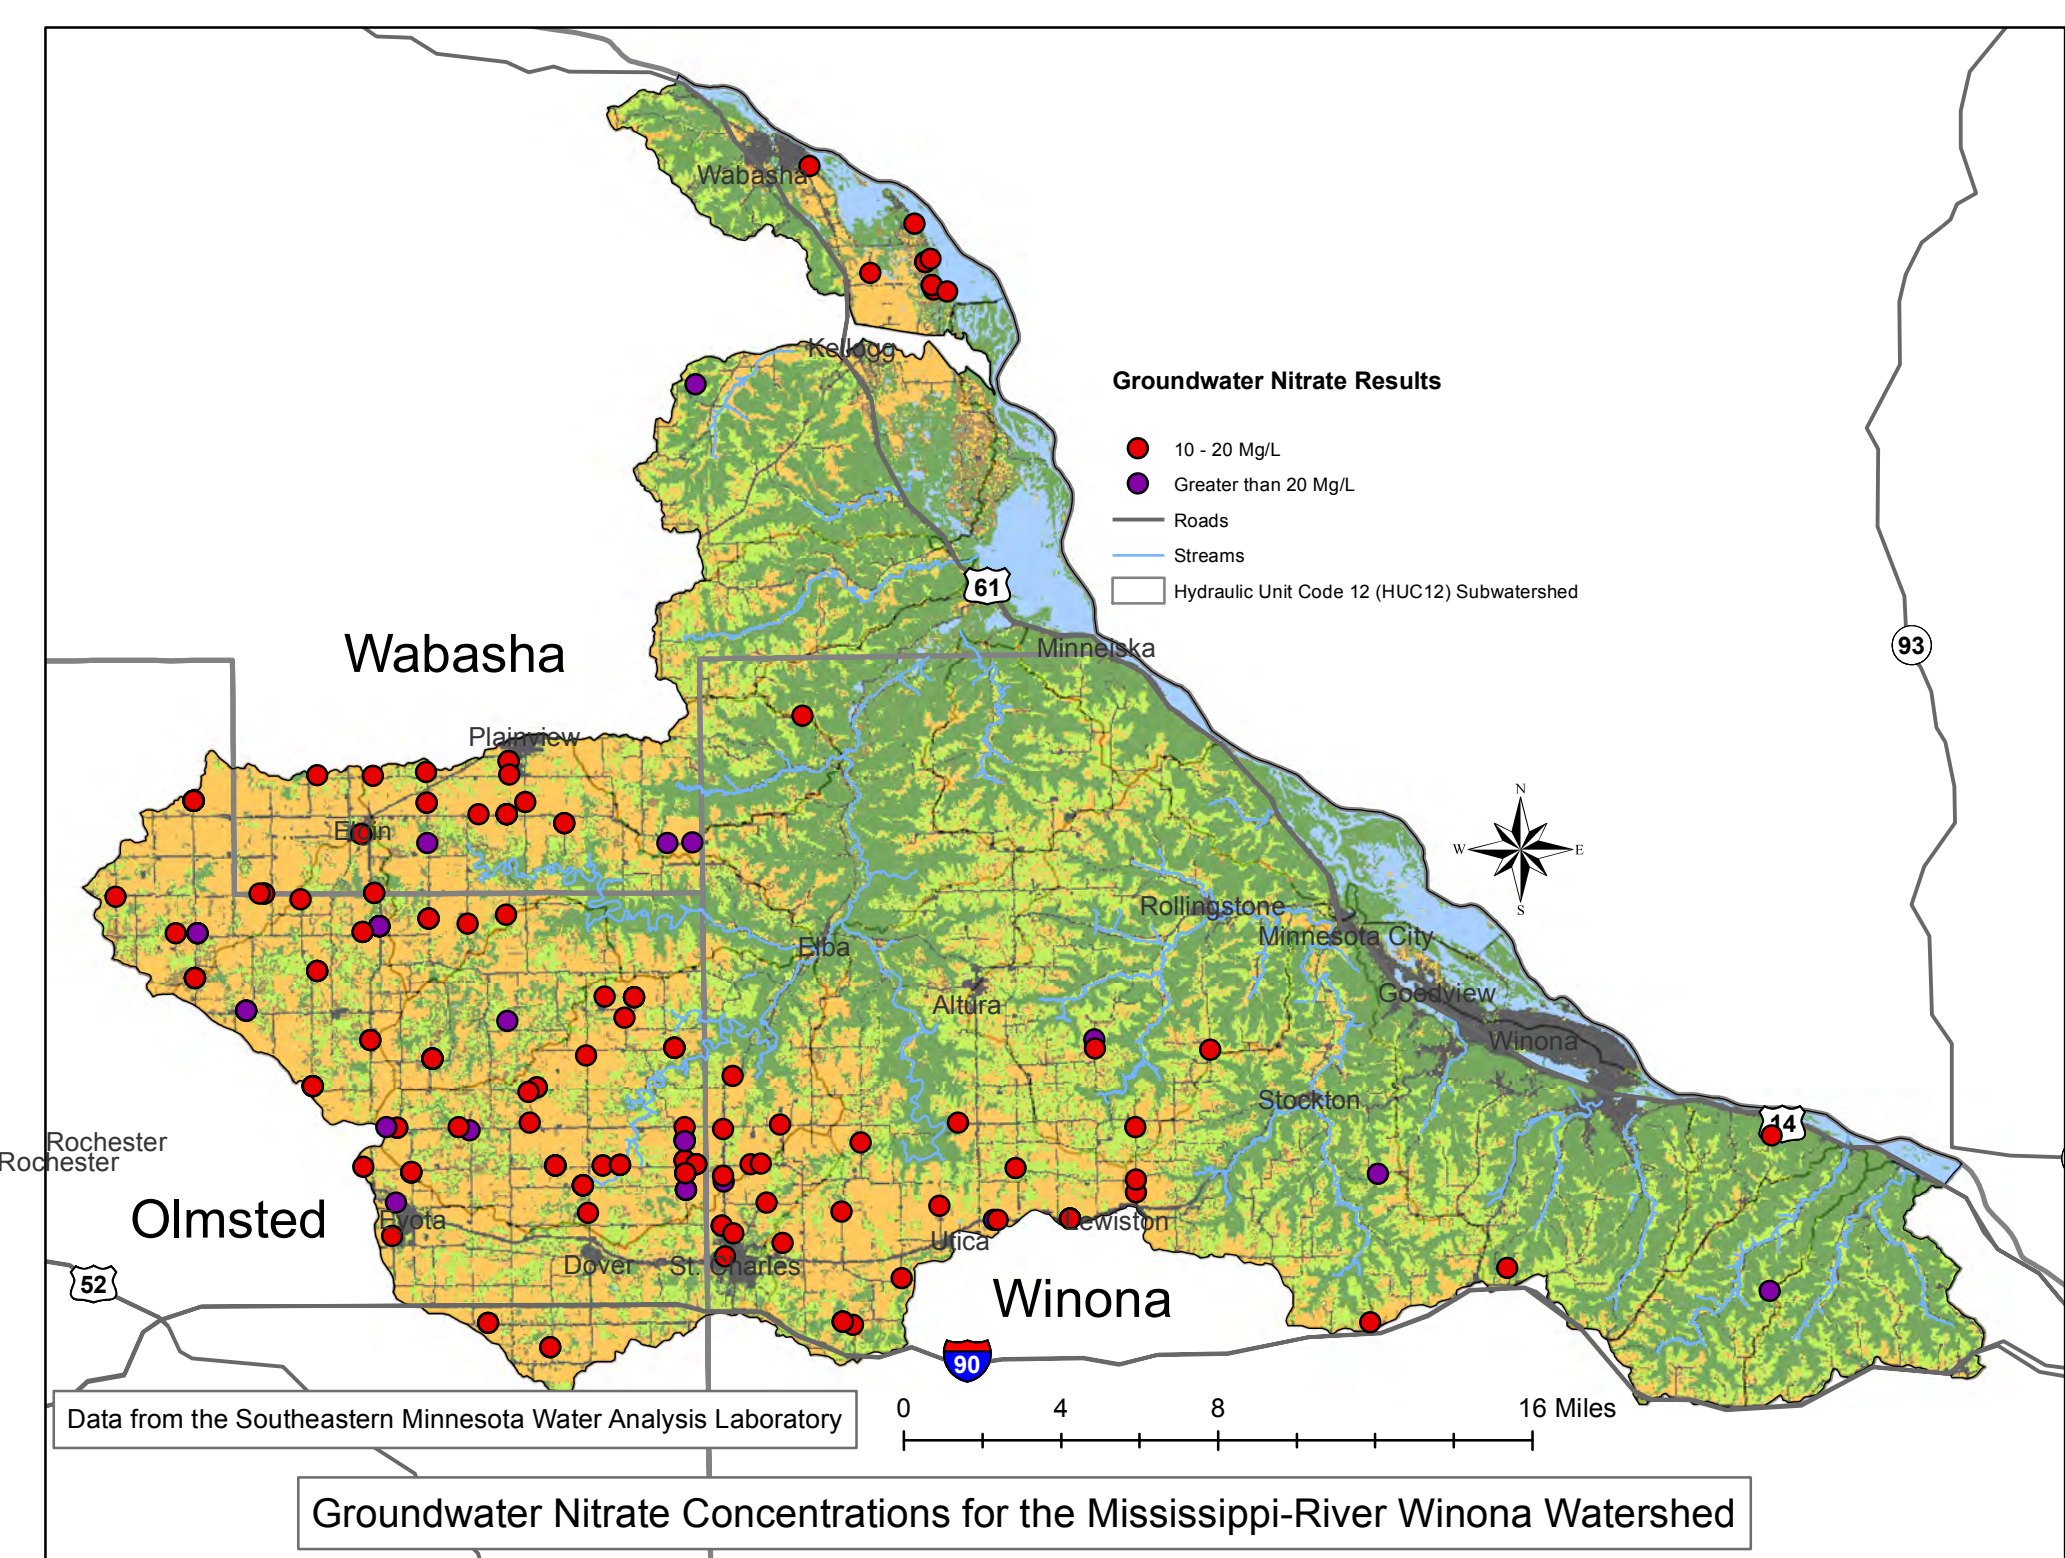 Wabasha
Kellogg
Groundwater Nitrate Results
10 - 20 Mg/L
Greater than 20 Mg/L
Roads
Streams
Hydraulic Unit Code 12 (HUC12) Subwatershed
61
Minneiska
93
Wabasha
Plainview
Elgin
N
W
E
S
Rollingstone
Minnesota City
Elba
Altura
Goodview
Winona
Stockton
14
Rochester
Rochester
Olmsted
Eyota
Utica
Lewiston
Dover
St. Charles
52
Winona
90
Data from the Southeastern Minnesota Water Analysis Laboratory
0 4 8 16 Miles
Groundwater Nitrate Concentrations for the Mississippi-River Winona Watershed